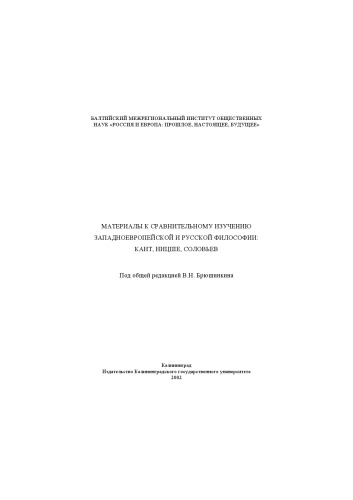 БАЛТИЙСКИЙ МЕЖРЕГИОНАЛЬНЫЙ ИНСТИТУТ ОБЩЕСТВЕННЫХ
НАУК «РОССИЯ И ЕВРОПА: ПРОШЛОЕ, НАСТОЯЩЕЕ, БУДУЩЕЕ»
МАТЕРИАЛЫ К СРАВНИТЕЛЬНОМУ ИЗУЧЕНИЮ
ЗАПАДНОЕВРОПЕЙСКОЙ И РУССКОЙ ФИЛОСОФИИ:
КАНТ, НИЦШЕ, СОЛОВЬЕВ
Под общей редакцией В.Н. Брюшинкина
Калининград
Издательство Калининградского государственного университета
2002